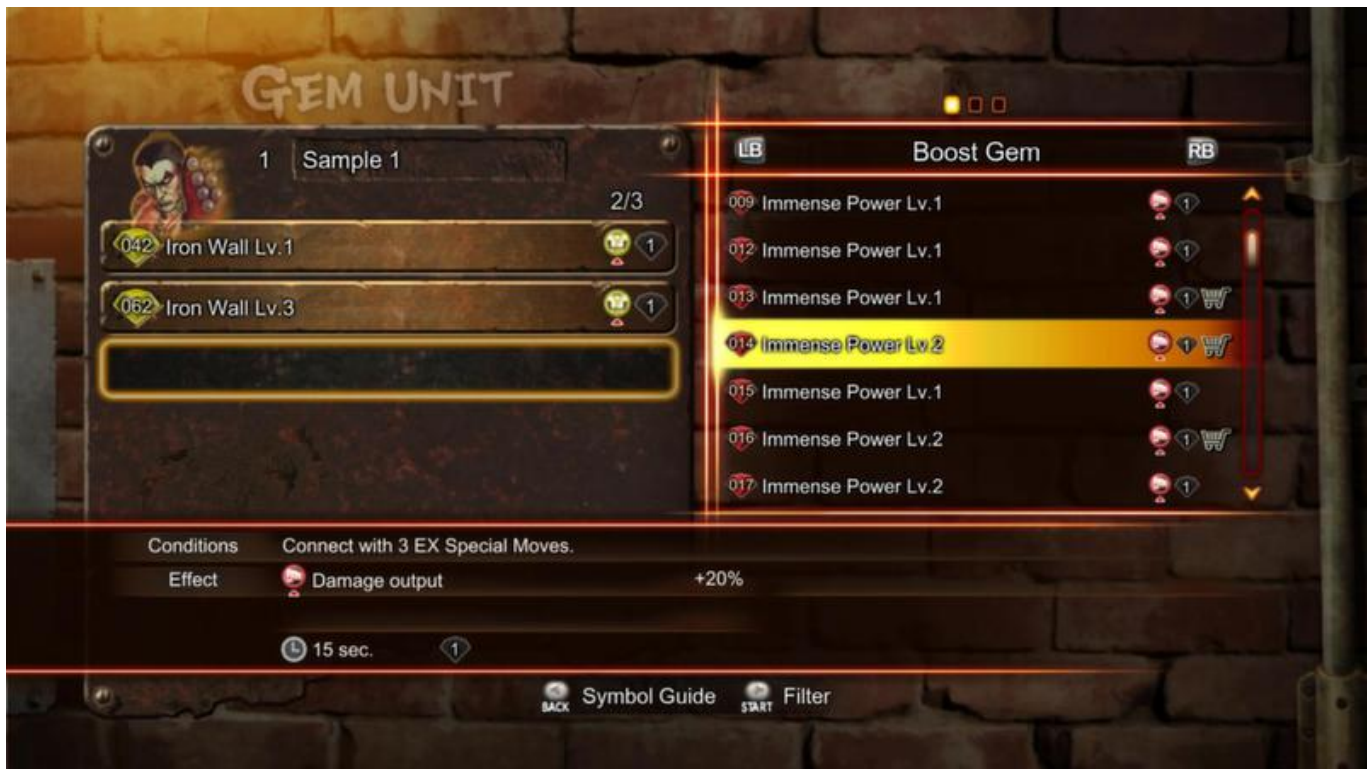 GEM UNIT
1 Sample 1
2/3
042 Iron Wall Lv.1 1
062 Iron Wall Lv.3 1
LB Boost Gem RB
009 Immense Power Lv.1 1
012 Immense Power Lv.1 1
013 Immense Power Lv.1 1
014 Immense Power Lv.2 1
015 Immense Power Lv.1 1
016 Immense Power Lv.2 1
017 Immense Power Lv.2 1
Conditions Connect with 3 EX Special Moves.
Effect Damage output +20%
15 sec. 1
BACK Symbol Guide START Filter